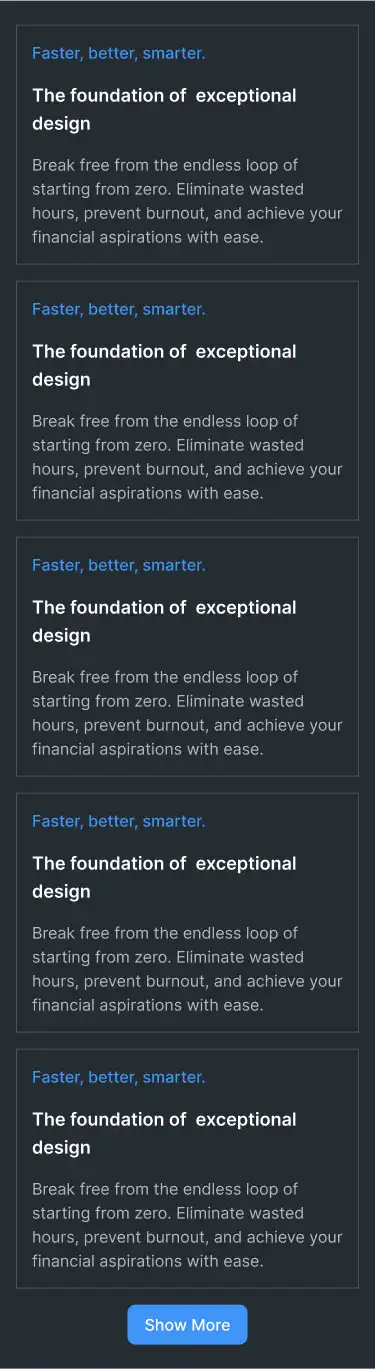 Faster, better, smarter.
The foundation of  exceptional
design
Break free from the endless loop of
starting from zero. Eliminate wasted
hours, prevent burnout, and achieve your
financial aspirations with ease.
Faster, better, smarter.
The foundation of  exceptional
design
Break free from the endless loop of
starting from zero. Eliminate wasted
hours, prevent burnout, and achieve your
financial aspirations with ease.
Faster, better, smarter.
The foundation of  exceptional
design
Break free from the endless loop of
starting from zero. Eliminate wasted
hours, prevent burnout, and achieve your
financial aspirations with ease.
Faster, better, smarter.
The foundation of  exceptional
design
Break free from the endless loop of
starting from zero. Eliminate wasted
hours, prevent burnout, and achieve your
financial aspirations with ease.
Faster, better, smarter.
The foundation of  exceptional
design
Break free from the endless loop of
starting from zero. Eliminate wasted
hours, prevent burnout, and achieve your
financial aspirations with ease.
Show More